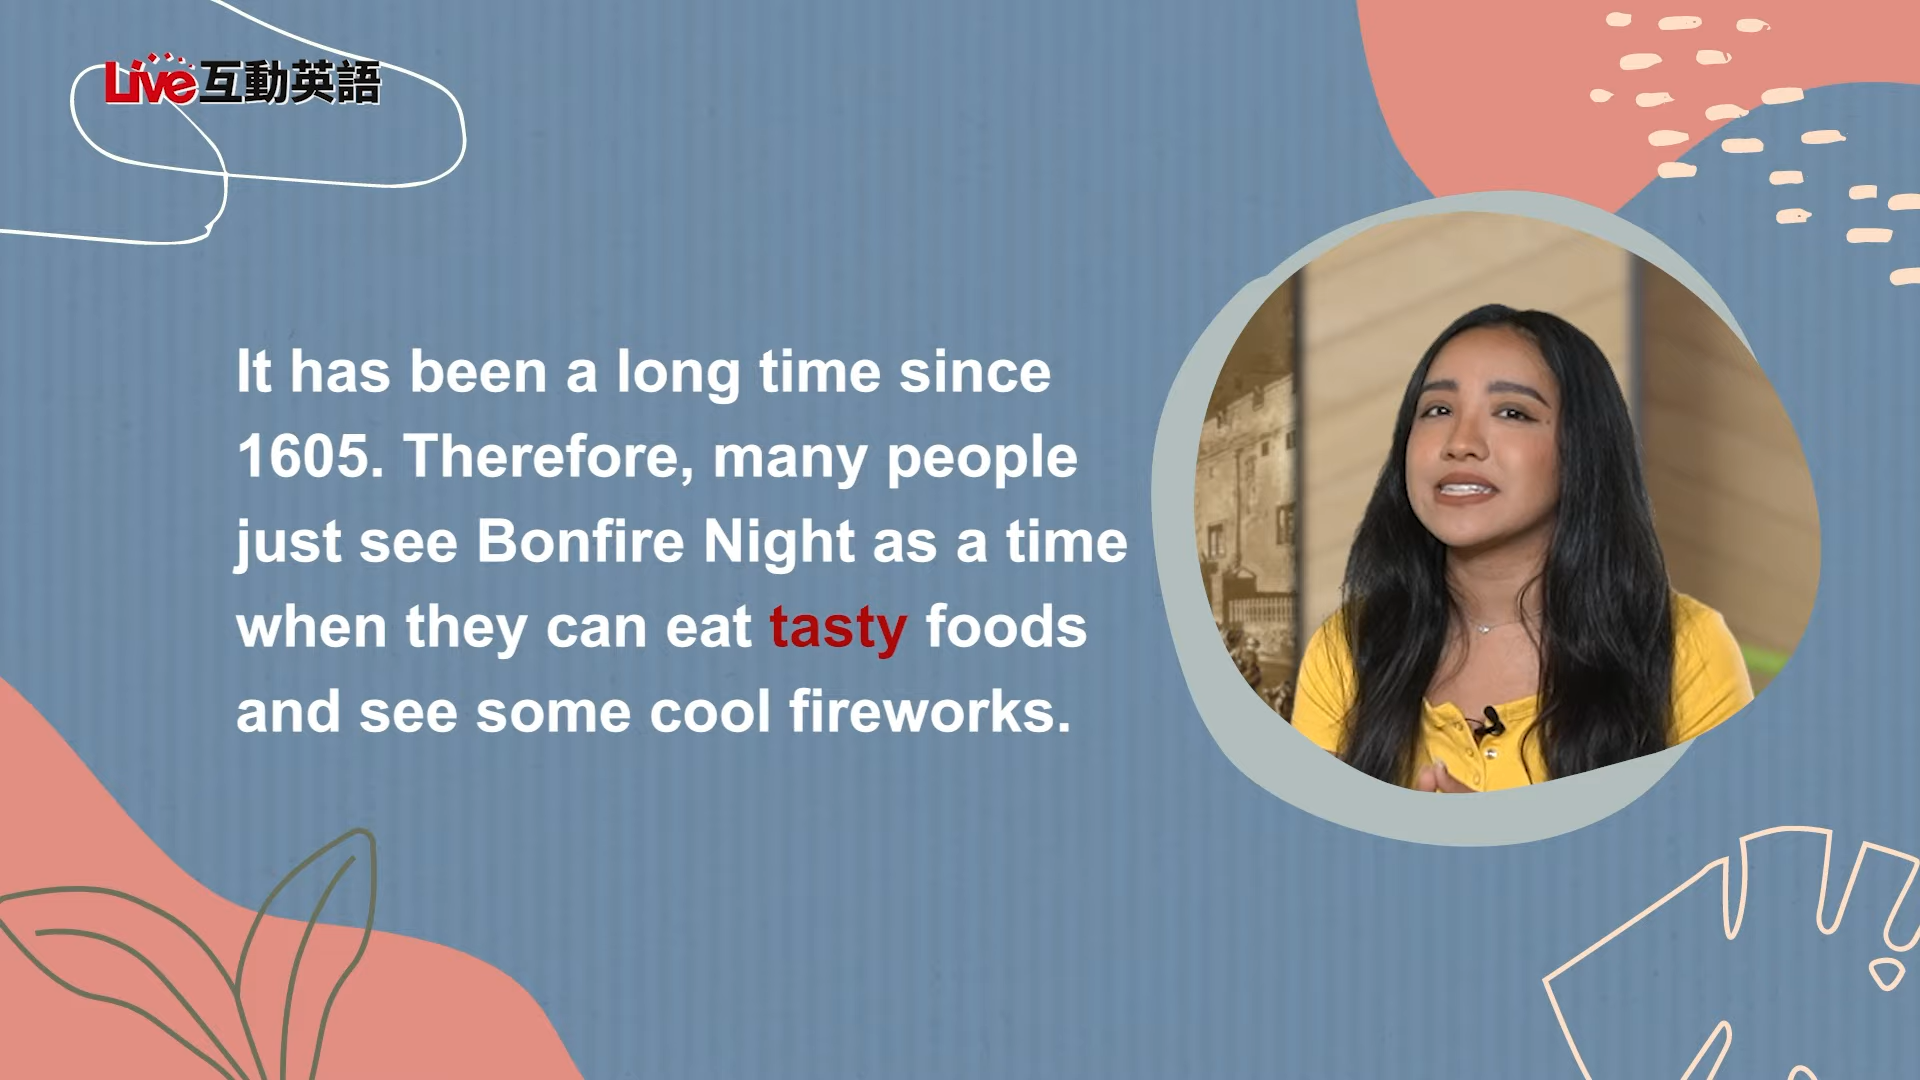 Live互動英語
It has been a long time since
1605. Therefore, many people
just see Bonfire Night as a time
when they can eat tasty foods
and see some cool fireworks.